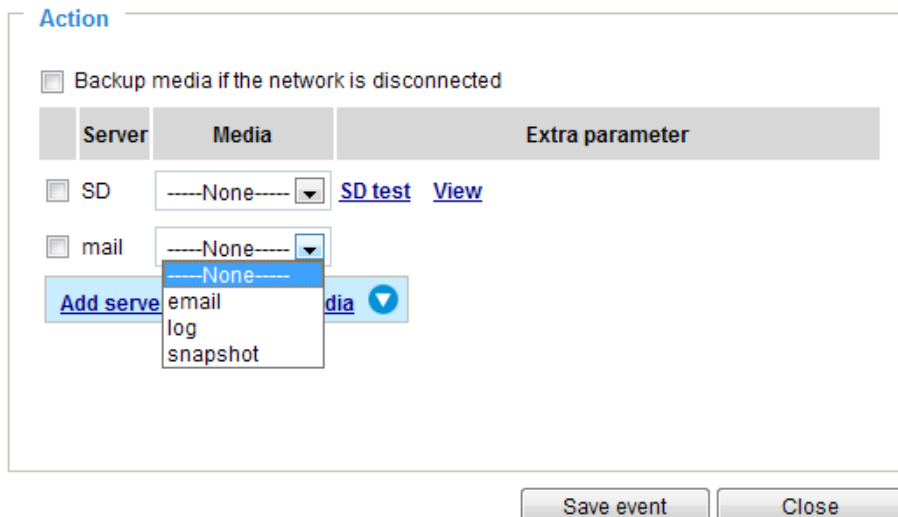 Action
Backup media if the network is disconnected
Server Media Extra parameter
SD -----None----- SD test View
mail -----None-----
-----None-----
Add serve dia
email
log
snapshot
Save event Close